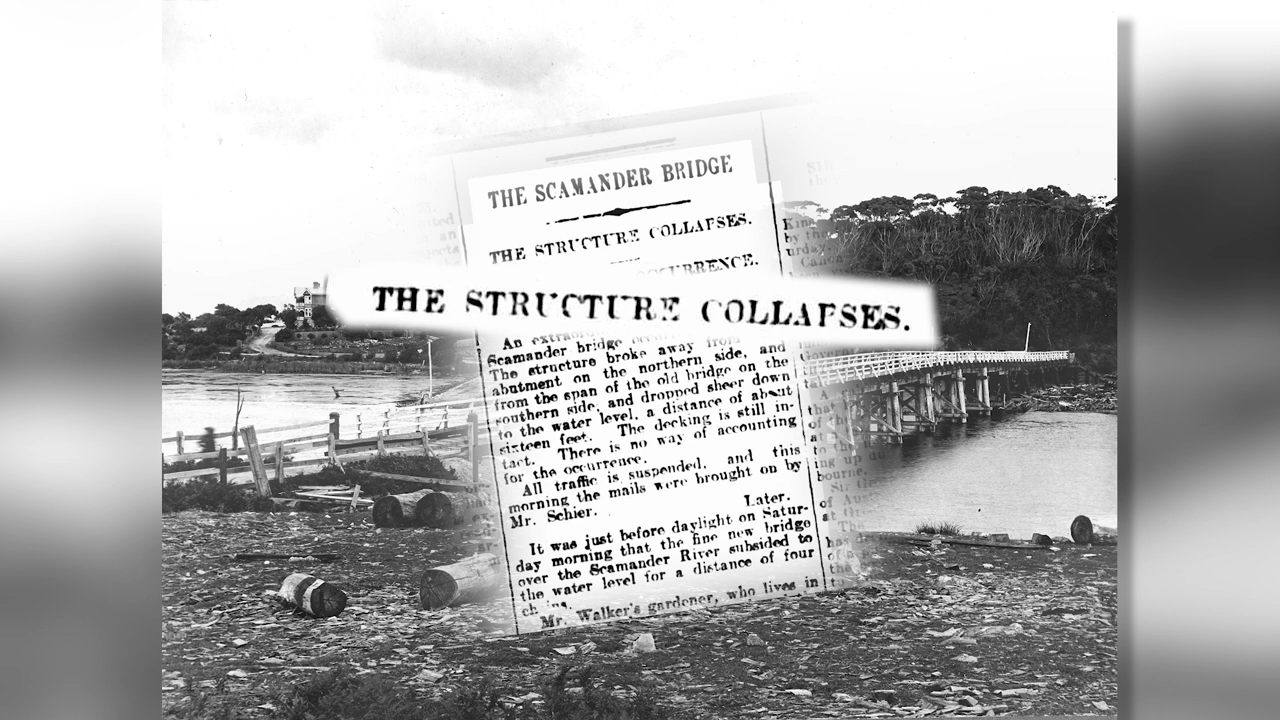 THE SCAMANDER BRIDGE
THE STRUCTURE COLLAPSES.
OCCURRENCE.
THE STRUCTURE COLLAPSES.
An
Scamander bridge
The structure broke away from
abutment on the northern side, and
from the span of the old bridge on the
southern side, and dropped sheer down
to the water level, a distance of about
sixteen feet. The decking is still in-
tact. There is no way of accounting
for the occurrence.
All traffic is suspended, and this
morning the mails were brought on by
Mr. Schier.
Later.
It was just before daylight on Satur-
day morning that the fine new bridge
over the Scamander River subsided to
the water level for a distance of four
Mr. Walker's gardener, who lives in